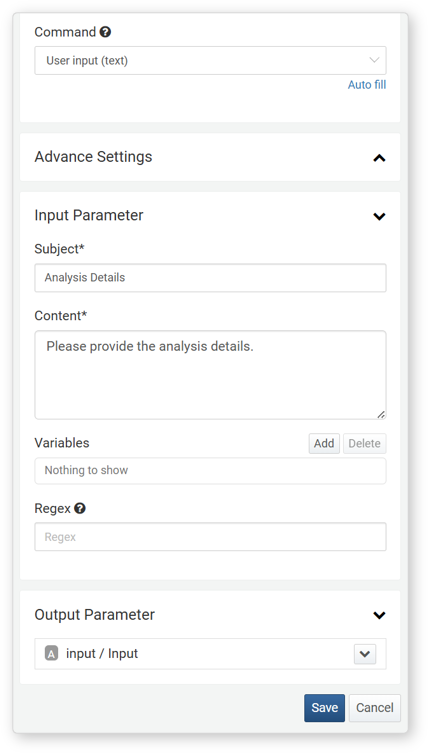 Command ?
User input (text)
Auto fill
Advance Settings
Input Parameter
Subject*
Analysis Details
Content*
Please provide the analysis details.
Variables Add Delete
Nothing to show
Regex ?
Regex
Output Parameter
A input / Input
Save Cancel